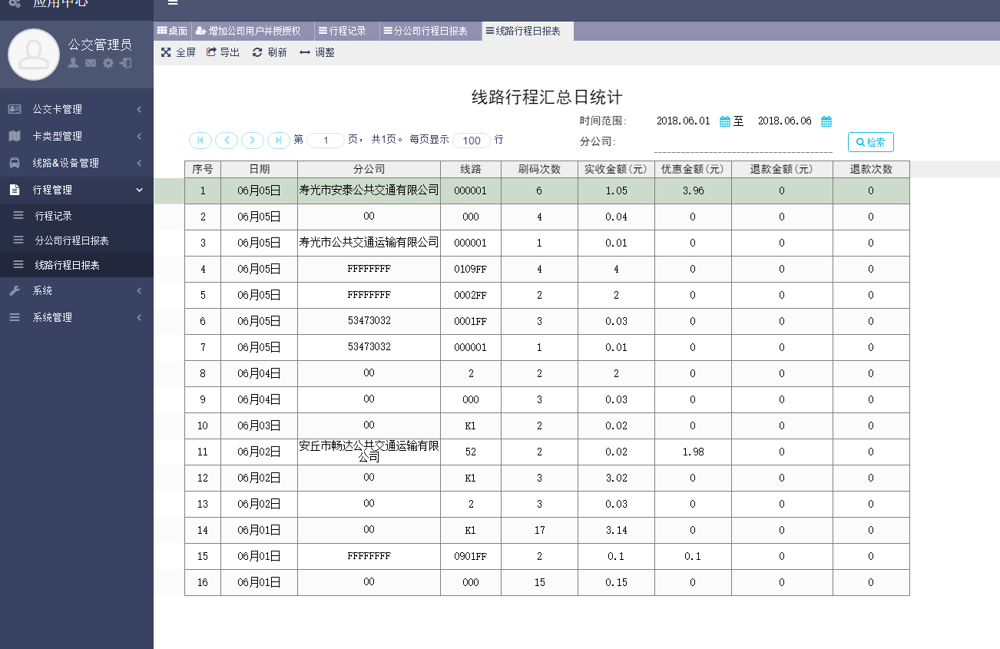 应用中心
公交管理员
公交卡管理
卡类型管理
线路&设备管理
行程管理
行程记录
分公司行程日报表
线路行程日报表
系统
系统管理
桌面 增加公司用户并授授权 行程记录 分公司行程日报表 线路行程日报表
全屏 导出 刷新 调整
线路行程汇总日统计
时间范围: 2018.06.01 至 2018.06.06
第 1 页, 共1页。 每页显示 100 行
分公司: 检索
序号 日期 分公司 线路 刷码次数 实收金额(元) 优惠金额(元) 退款金额(元) 退款次数
1 06月05日 寿光市安泰公共交通有限公司 000001 6 1.05 3.96 0 0
2 06月05日 00 000 4 0.04 0 0 0
3 06月05日 寿光市公共交通运输有限公司 000001 1 0.01 0 0 0
4 06月05日 FFFFFFFF 0109FF 4 4 0 0 0
5 06月05日 FFFFFFFF 0002FF 2 2 0 0 0
6 06月05日 53473032 0001FF 3 0.03 0 0 0
7 06月05日 53473032 000001 1 0.01 0 0 0
8 06月04日 00 2 2 2 0 0 0
9 06月04日 00 000 3 0.03 0 0 0
10 06月03日 00 K1 2 0.02 0 0 0
11 06月02日 安丘市畅达公共交通运输有限公司 52 2 0.02 1.98 0 0
12 06月02日 00 K1 3 3.02 0 0 0
13 06月02日 00 2 3 0.03 0 0 0
14 06月01日 00 K1 17 3.14 0 0 0
15 06月01日 FFFFFFFF 0901FF 2 0.1 0.1 0 0
16 06月01日 00 000 15 0.15 0 0 0